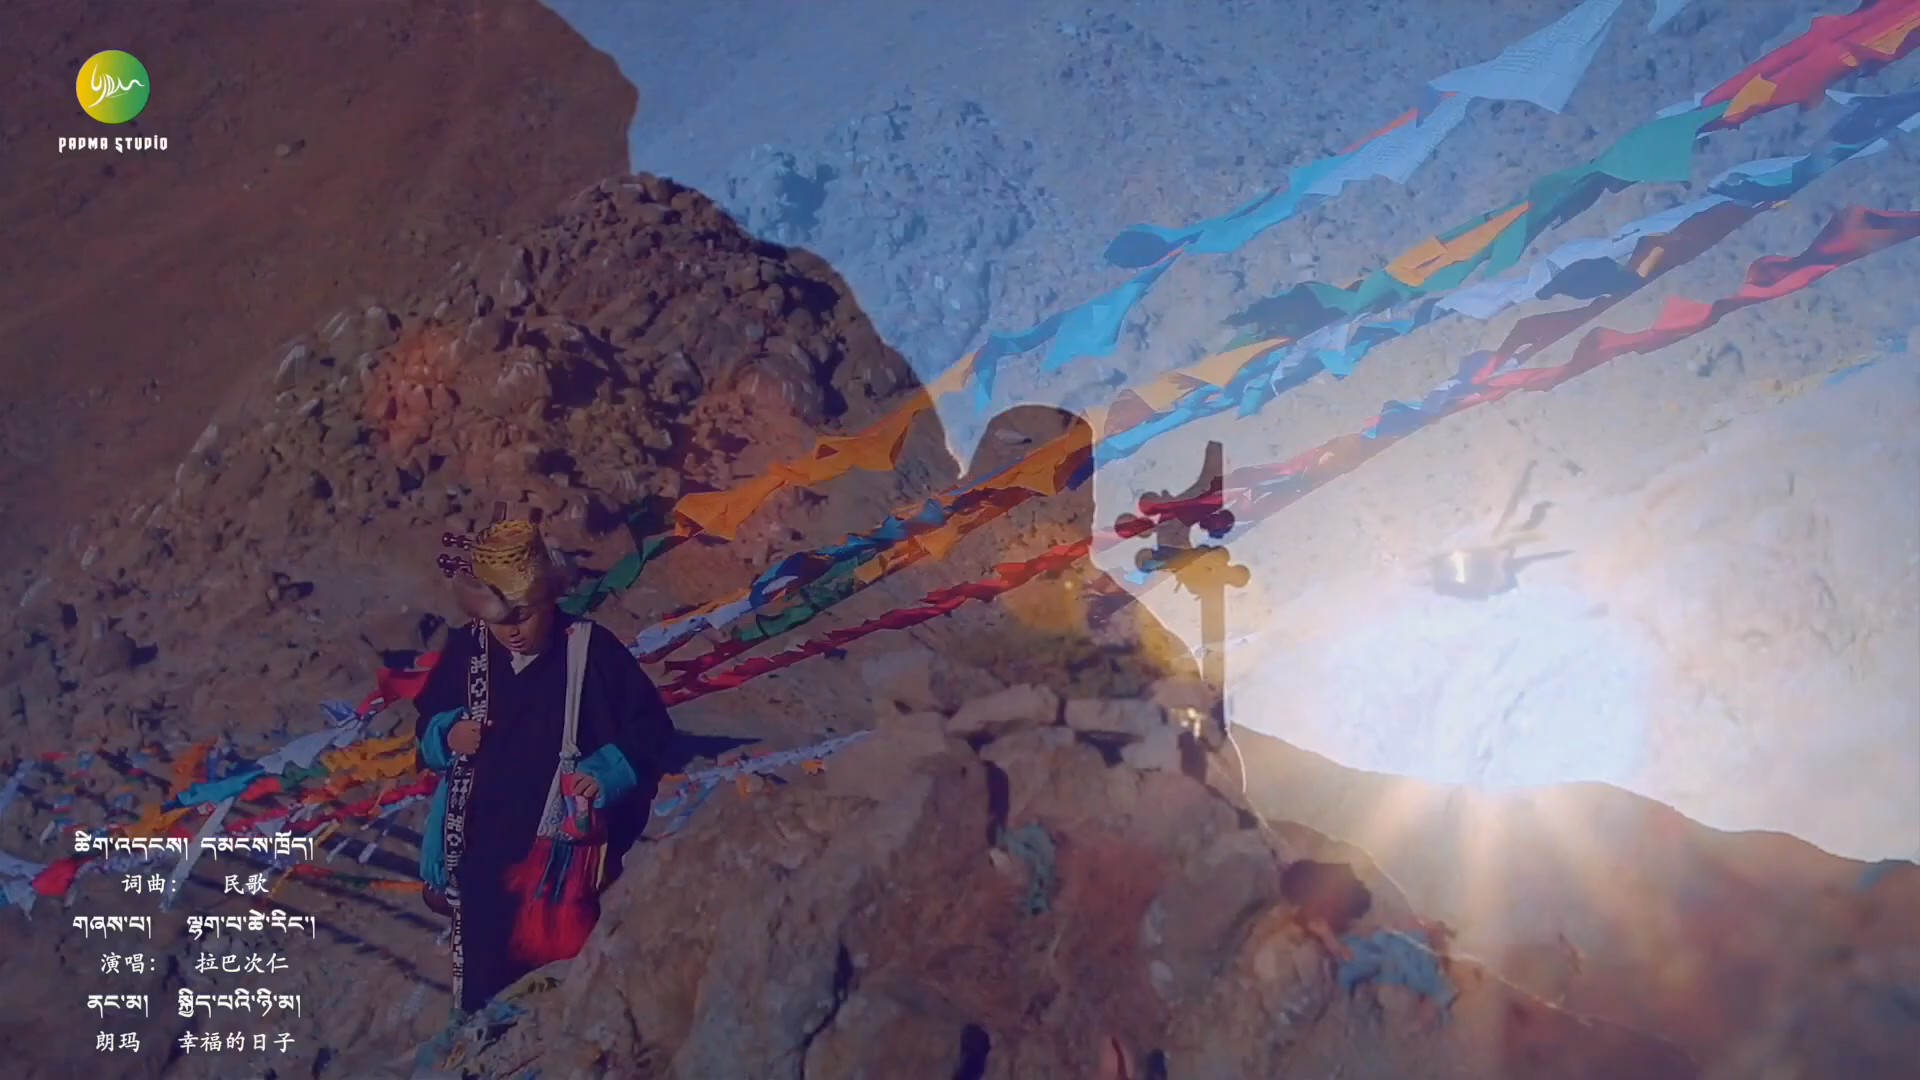 PADMA STUDIO
ཚིག་འདངས། དམངས་ཁྲོད།
词曲： 民歌
གཞས་པ། ལྷག་པ་ཚེ་རིང་།
演唱： 拉巴次仁
ནང་མ། སྐྱིད་པའི་ཉི་མ།
朗玛 幸福的日子